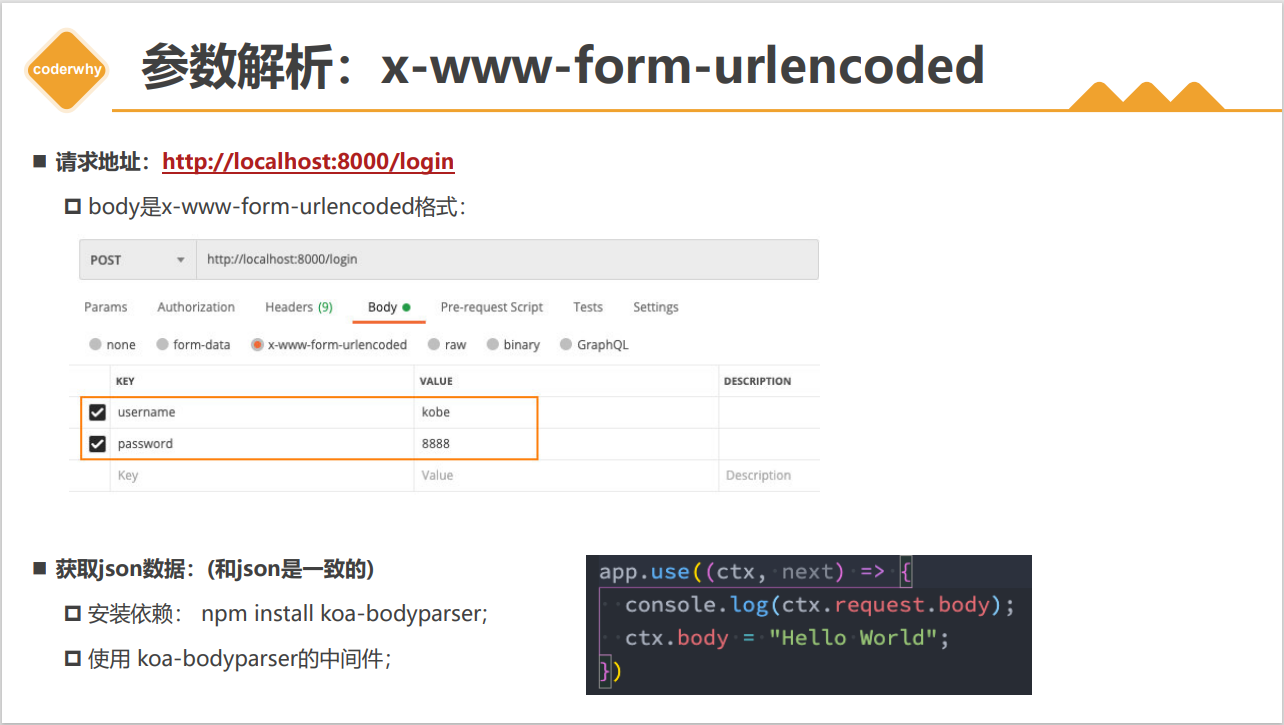 coderwhy
参数解析：x-www-form-urlencoded
请求地址：http://localhost:8000/login
body是x-www-form-urlencoded格式：
POST http://localhost:8000/login
Params Authorization Headers (9) Body Pre-request Script Tests Settings
none form-data x-www-form-urlencoded raw binary GraphQL
KEY VALUE DESCRIPTION
username kobe
password 8888
Key Value Description
获取json数据：(和json是一致的)
安装依赖： npm install koa-bodyparser;
使用 koa-bodyparser的中间件；
app.use((ctx, next) => {
console.log(ctx.request.body);
ctx.body = "Hello World";
})